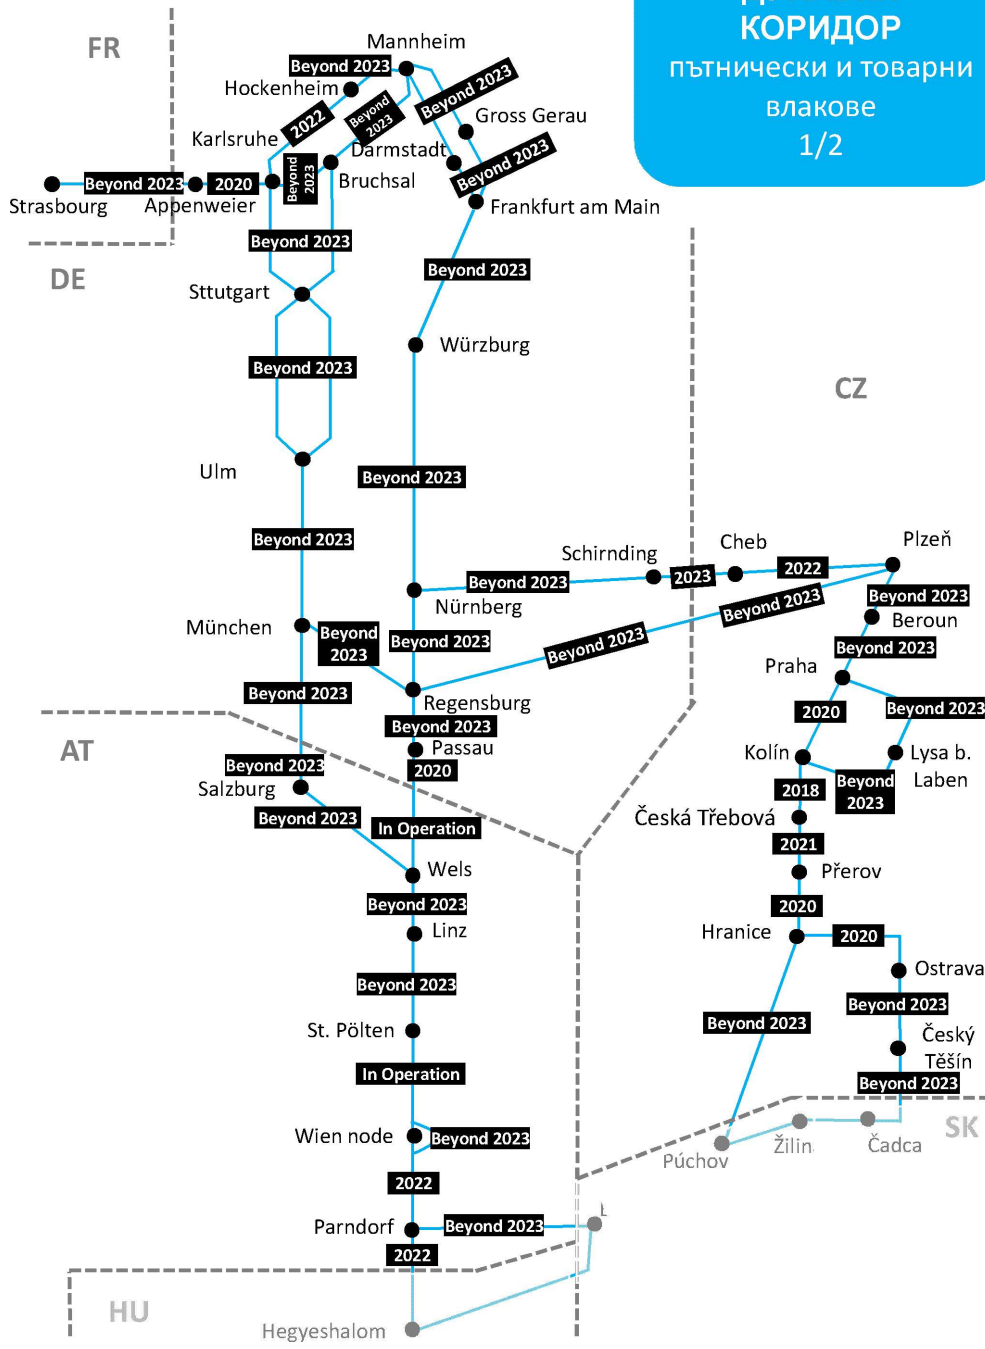 КОРИДОР
пътнически и товарни
влакове
1/2
FR
Mannheim
Beyond 2023
Hockenheim
Beyond 2023
Gross Gerau
2022
Beyond
2023
Karlsruhe
Darmstadt
Beyond 2023
Beyond
2023
Bruchsal
Strasbourg
Beyond 2023
Appenweier
2020
Frankfurt am Main
DE
Beyond 2023
Beyond 2023
Sttutgart
Würzburg
Beyond 2023
CZ
Ulm
Beyond 2023
Beyond 2023
Schirnding
Cheb
Plzeň
Beyond 2023
2023
2022
Nürnberg
Beyond 2023
Beyond 2023
Beyond 2023
Beroun
München
Beyond
2023
Beyond 2023
Beyond 2023
Praha
Beyond 2023
Regensburg
2020
Beyond 2023
Beyond 2023
AT
Passau
2020
Kolín
Lysa b.
Laben
Beyond 2023
Salzburg
2018
Beyond
2023
Beyond 2023
In Operation
Česká Třebová
2021
Wels
Přerov
Beyond 2023
2020
Linz
Hranice
2020
Beyond 2023
Ostrava
St. Pölten
Beyond 2023
Beyond 2023
Český
Těšín
In Operation
Beyond 2023
Wien node
Beyond 2023
SK
Púchov
Žilin
Čadca
2022
Parndorf
Beyond 2023
2022
HU
Hegyeshalom